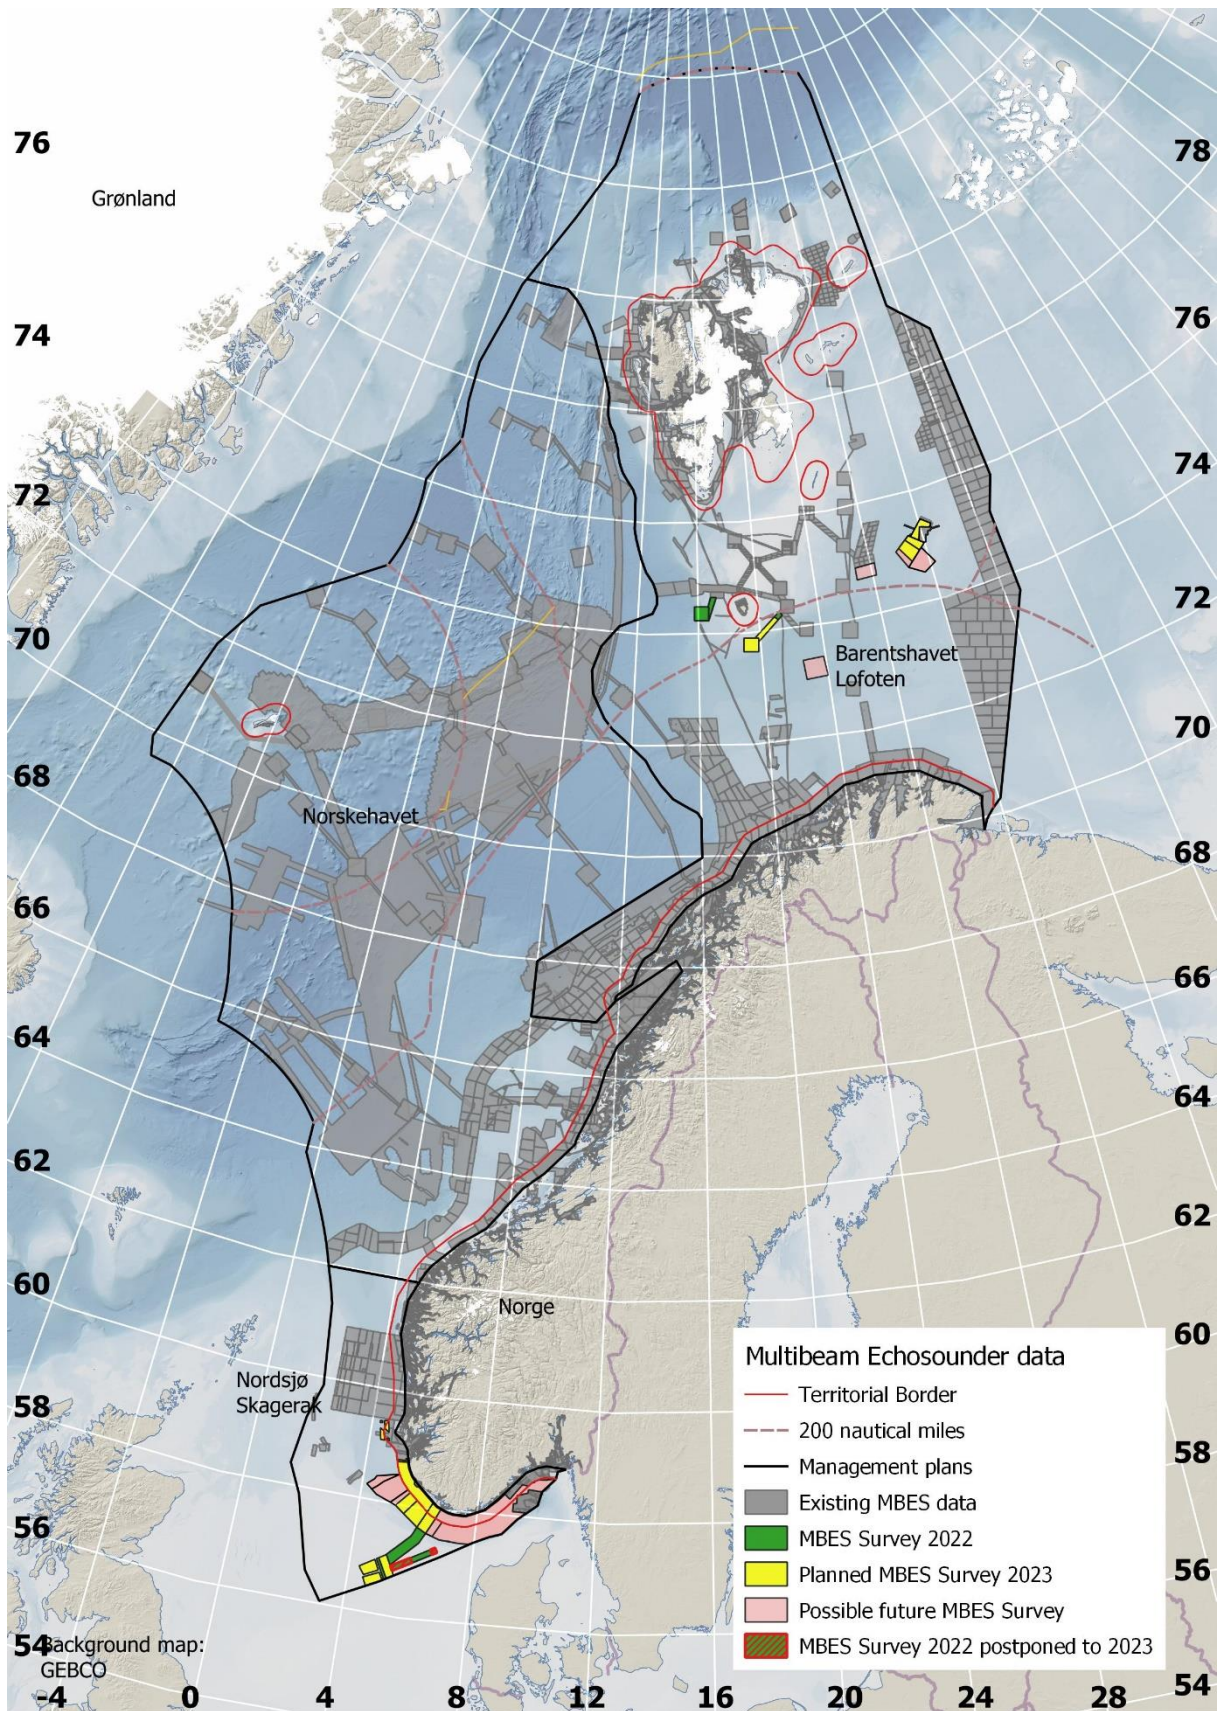 76
78
Grønland
74
76
72
74
70
72
Barentshavet
Lofoten
68
70
Norskehavet
66
68
64
66
62
64
60
62
Norge
60
Multibeam Echosounder data
Nordsjø
Skagerak
58
Territorial Border
200 nautical miles
58
Management plans
Existing MBES data
56
MBES Survey 2022
Planned MBES Survey 2023
56
Possible future MBES Survey
54
Background map:
GEBCO
MBES Survey 2022 postponed to 2023
54
-4 0 4 8 12 16 20 24 28